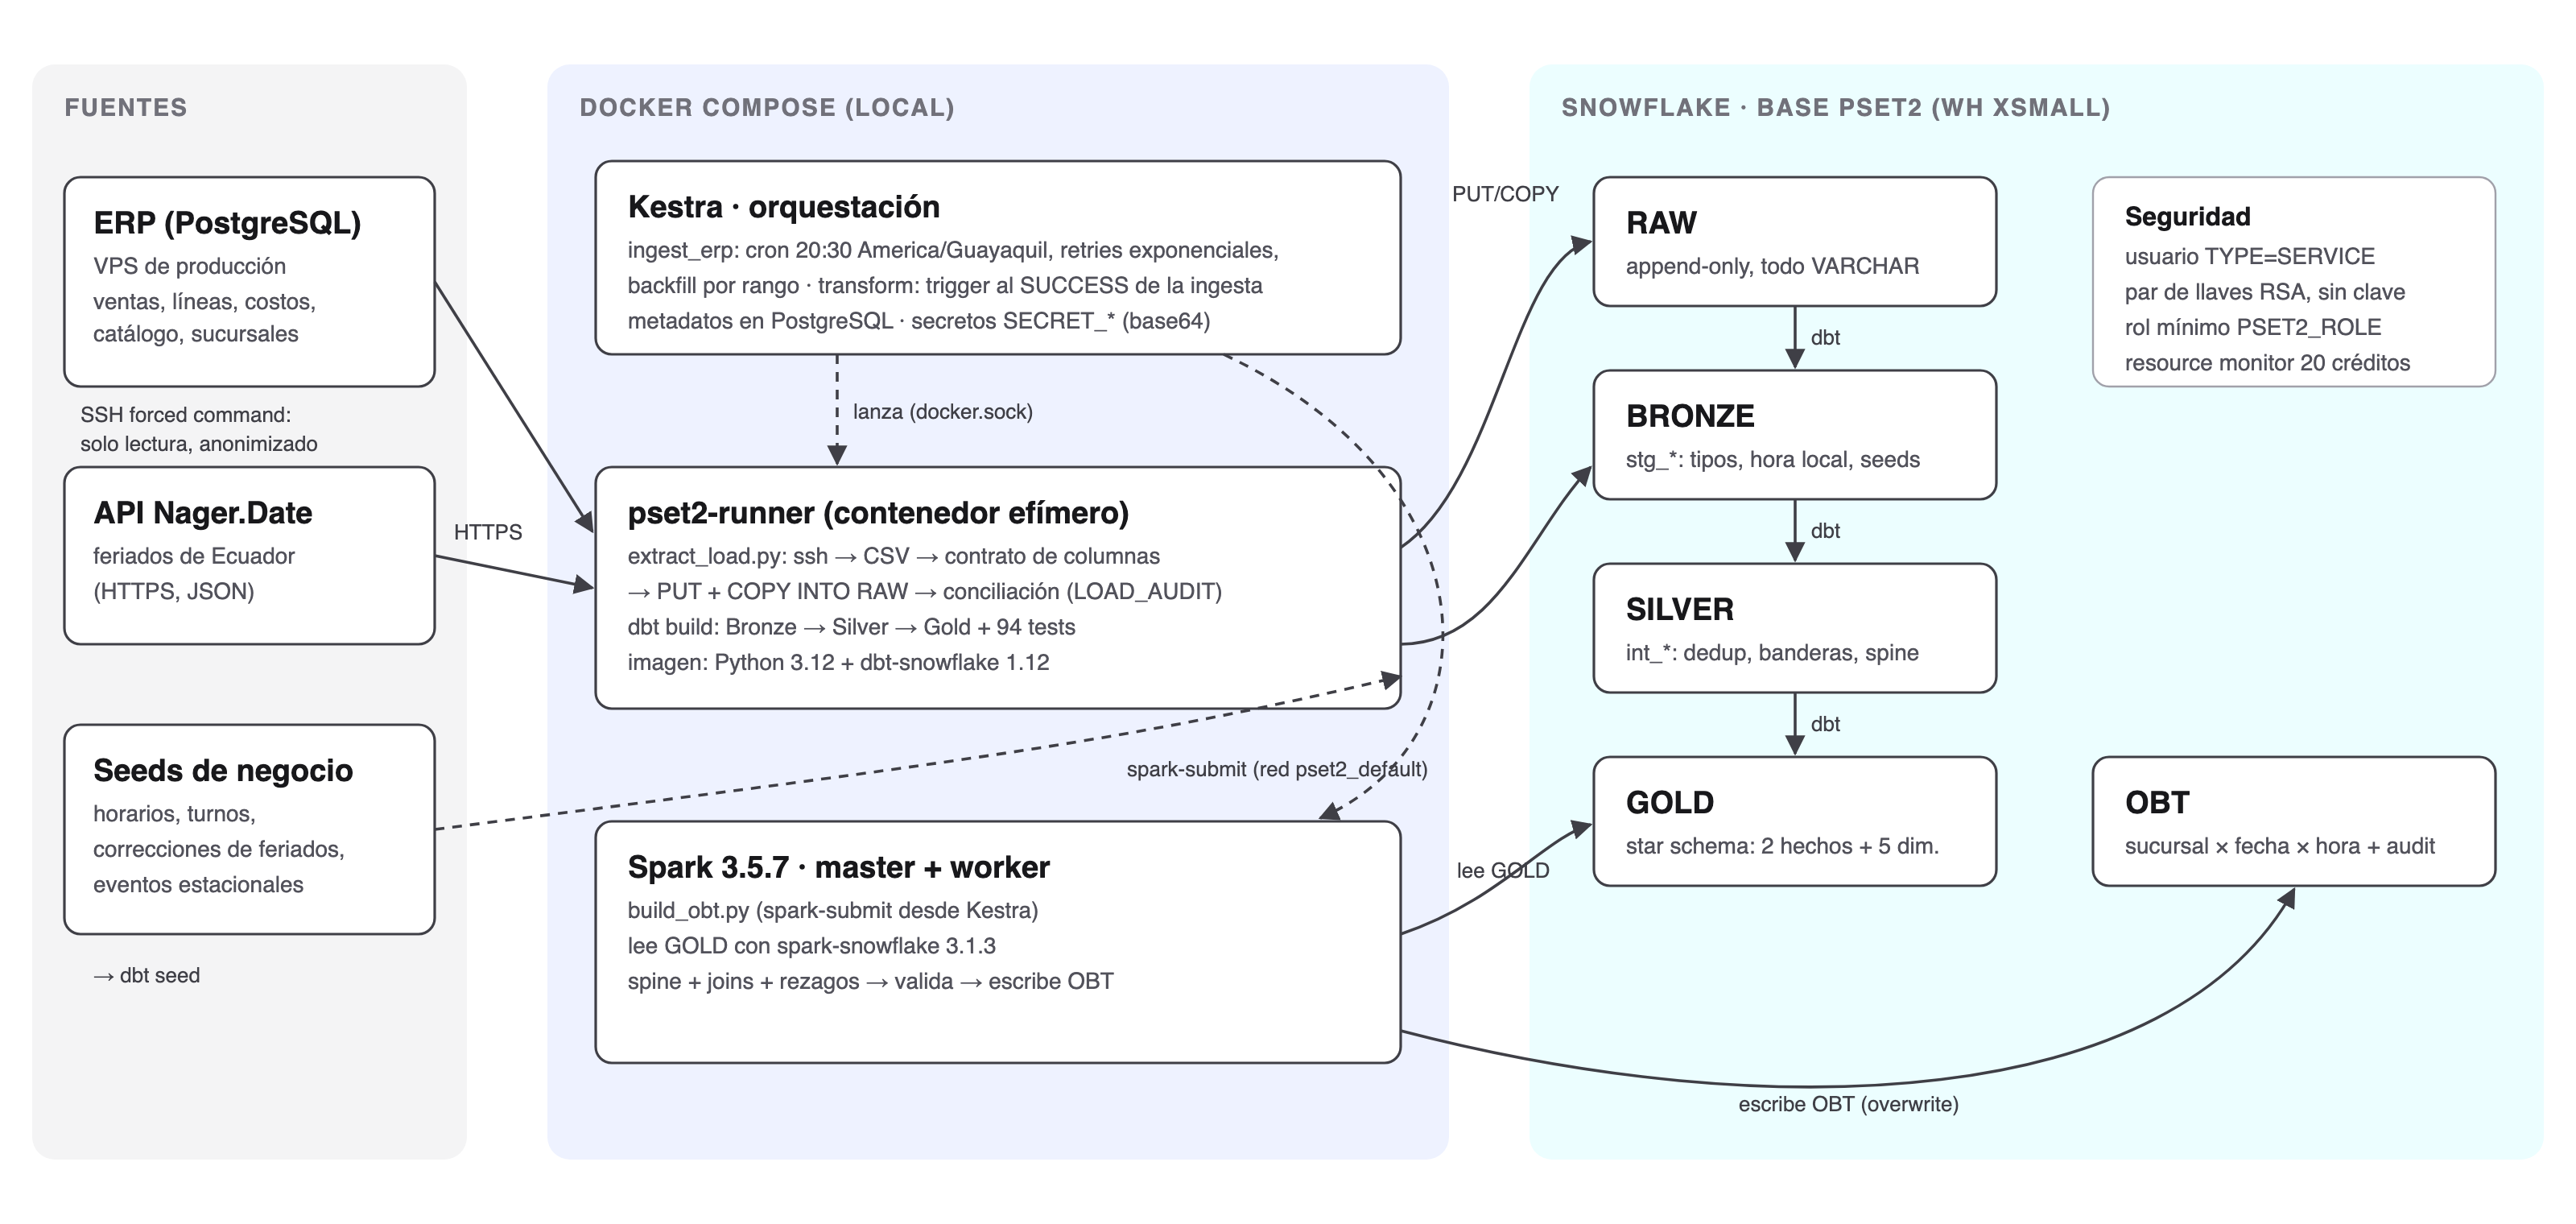 FUENTES
ERP (PostgreSQL)
VPS de producción
ventas, líneas, costos,
catálogo, sucursales
SSH forced command:
solo lectura, anonimizado
API Nager.Date
feriados de Ecuador
(HTTPS, JSON)
HTTPS
Seeds de negocio
horarios, turnos,
correcciones de feriados,
eventos estacionales
→ dbt seed
DOCKER COMPOSE (LOCAL)
Kestra · orquestación
ingest_erp: cron 20:30 America/Guayaquil, retries exponenciales,
backfill por rango · transform: trigger al SUCCESS de la ingesta
metadatos en PostgreSQL · secretos SECRET_* (base64)
lanza (docker.sock)
pset2-runner (contenedor efímero)
extract_load.py: ssh → CSV → contrato de columnas
→ PUT + COPY INTO RAW → conciliación (LOAD_AUDIT)
dbt build: Bronze → Silver → Gold + 94 tests
imagen: Python 3.12 + dbt-snowflake 1.12
spark-submit (red pset2_default)
Spark 3.5.7 · master + worker
build_obt.py (spark-submit desde Kestra)
lee GOLD con spark-snowflake 3.1.3
spine + joins + rezagos → valida → escribe OBT
PUT/COPY
lee GOLD
SNOWFLAKE · BASE PSET2 (WH XSMALL)
RAW
append-only, todo VARCHAR
dbt
BRONZE
stg_*: tipos, hora local, seeds
dbt
SILVER
int_*: dedup, banderas, spine
dbt
GOLD
star schema: 2 hechos + 5 dim.
Seguridad
usuario TYPE=SERVICE
par de llaves RSA, sin clave
rol mínimo PSET2_ROLE
resource monitor 20 créditos
OBT
sucursal × fecha × hora + audit
escribe OBT (overwrite)